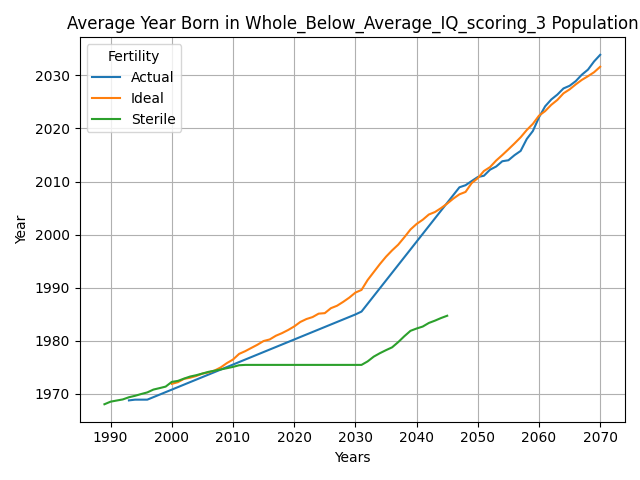 Average Year Born in Whole_Below_Average_IQ_scoring_3 Population
Fertility
Actual
Ideal
Sterile
Year
2030
2020
2010
2000
1990
1980
1970
1990 2000 2010 2020 2030 2040 2050 2060 2070
Years